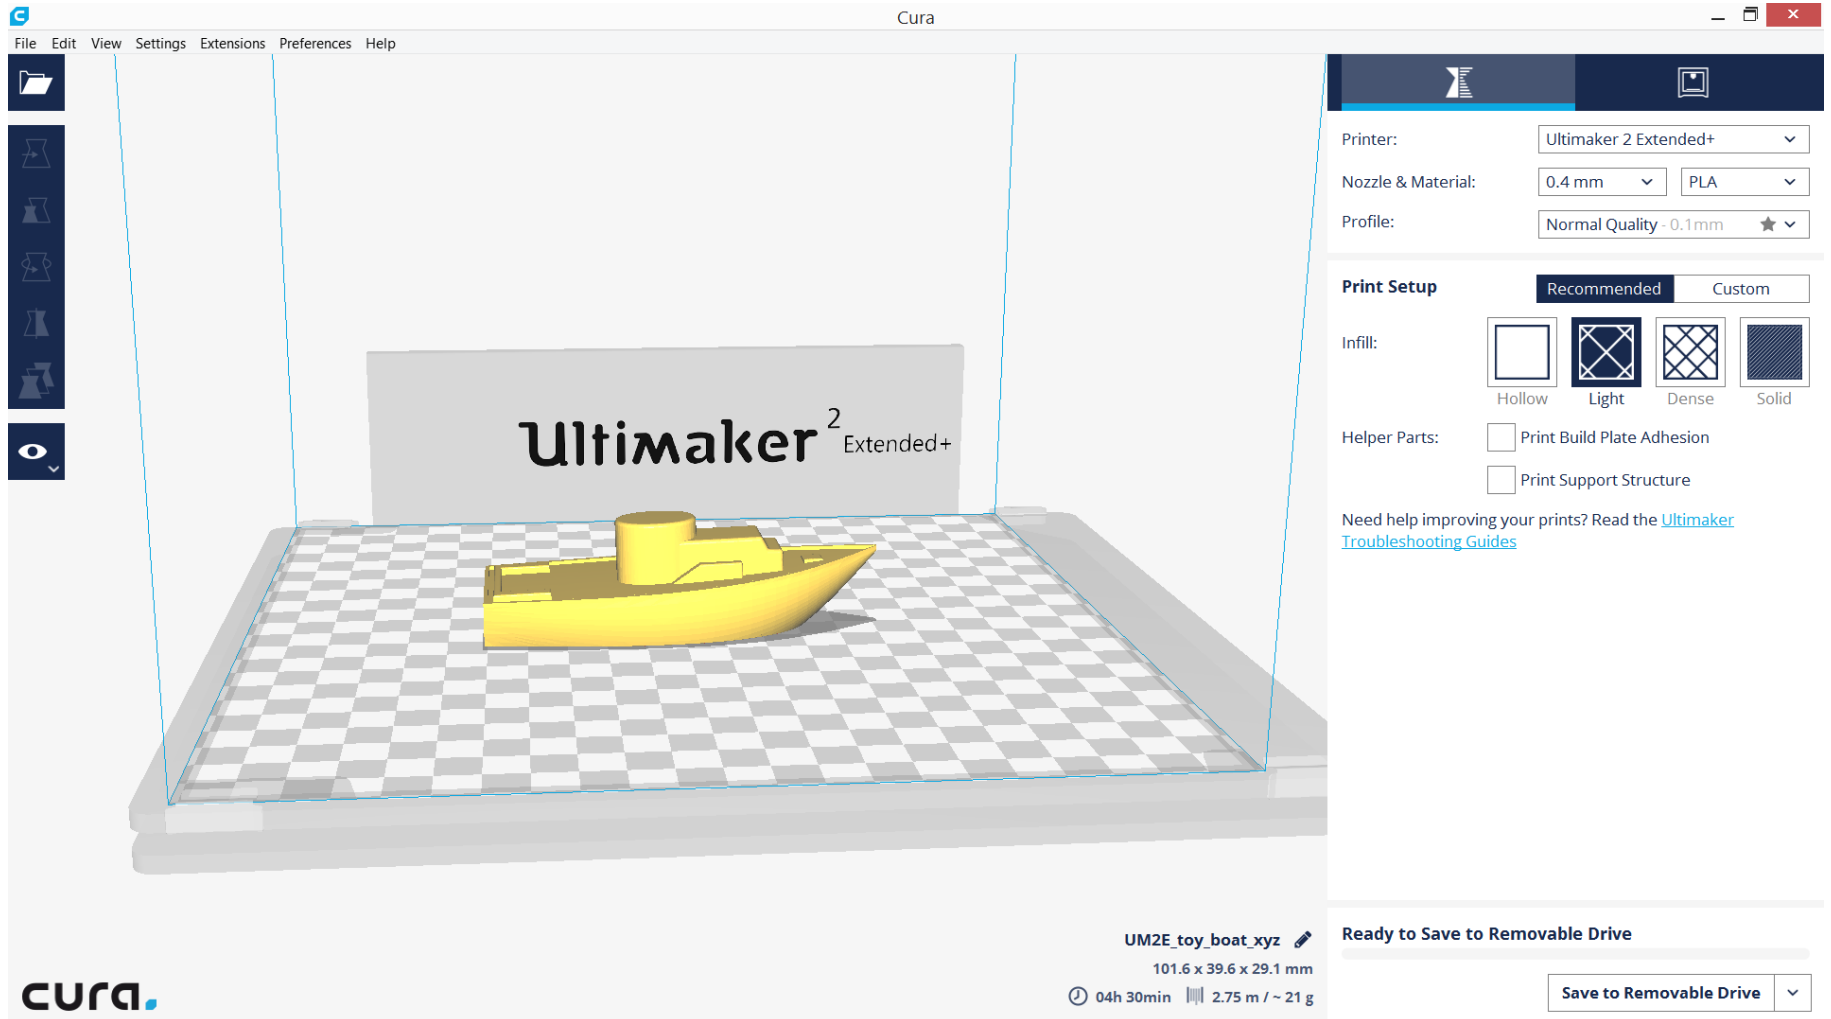 Cura
File Edit View Settings Extensions Preferences Help
Printer: Ultimaker 2 Extended+
Nozzle & Material: 0.4 mm PLA
Profile: Normal Quality - 0.1mm
Print Setup Recommended Custom
Infill:
Hollow Light Dense Solid
Helper Parts: Print Build Plate Adhesion
Print Support Structure
Need help improving your prints? Read the Ultimaker
Troubleshooting Guides
Ultimaker 2 Extended+
UM2E_toy_boat_xyz
101.6 x 39.6 x 29.1 mm
04h 30min 2.75 m / ~ 21 g
Ready to Save to Removable Drive
Save to Removable Drive
cura.